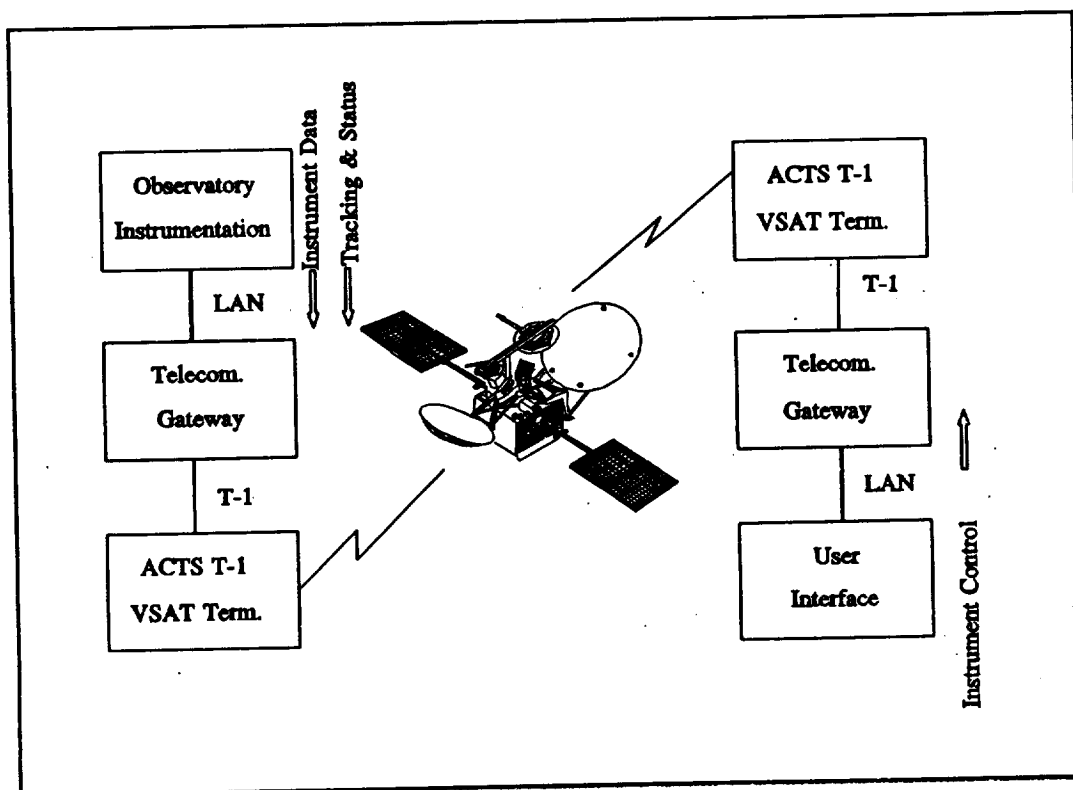 Observatory
Instrumentation
LAN
Telecom.
Gateway
T-1
ACTS T-1
VSAT Term.
Instrument Data
Tracking & Status
ACTS T-1
VSAT Term.
T-1
Telecom.
Gateway
LAN
User
Interface
Instrument Control